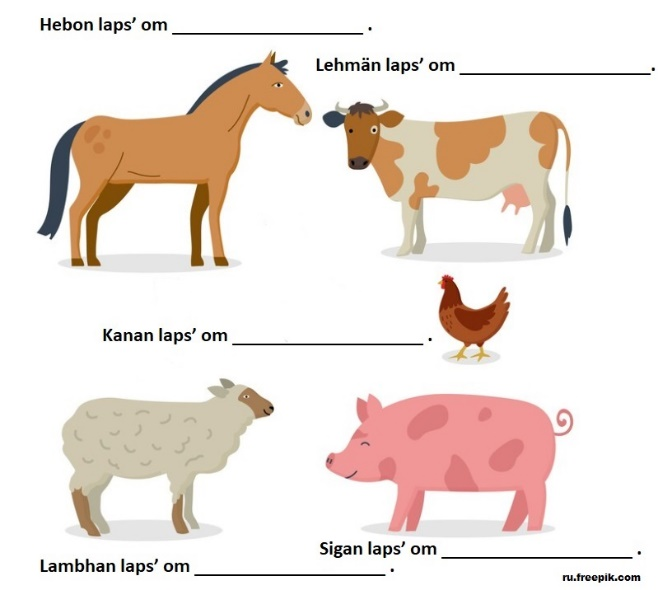 Hebon laps’ om ____________________ .
Lehmän laps’ om ____________________.
Kanan laps’ om ____________________ .
Sigan laps’ om ____________________ .
Lambhan laps’ om ____________________ .
ru.freepik.com